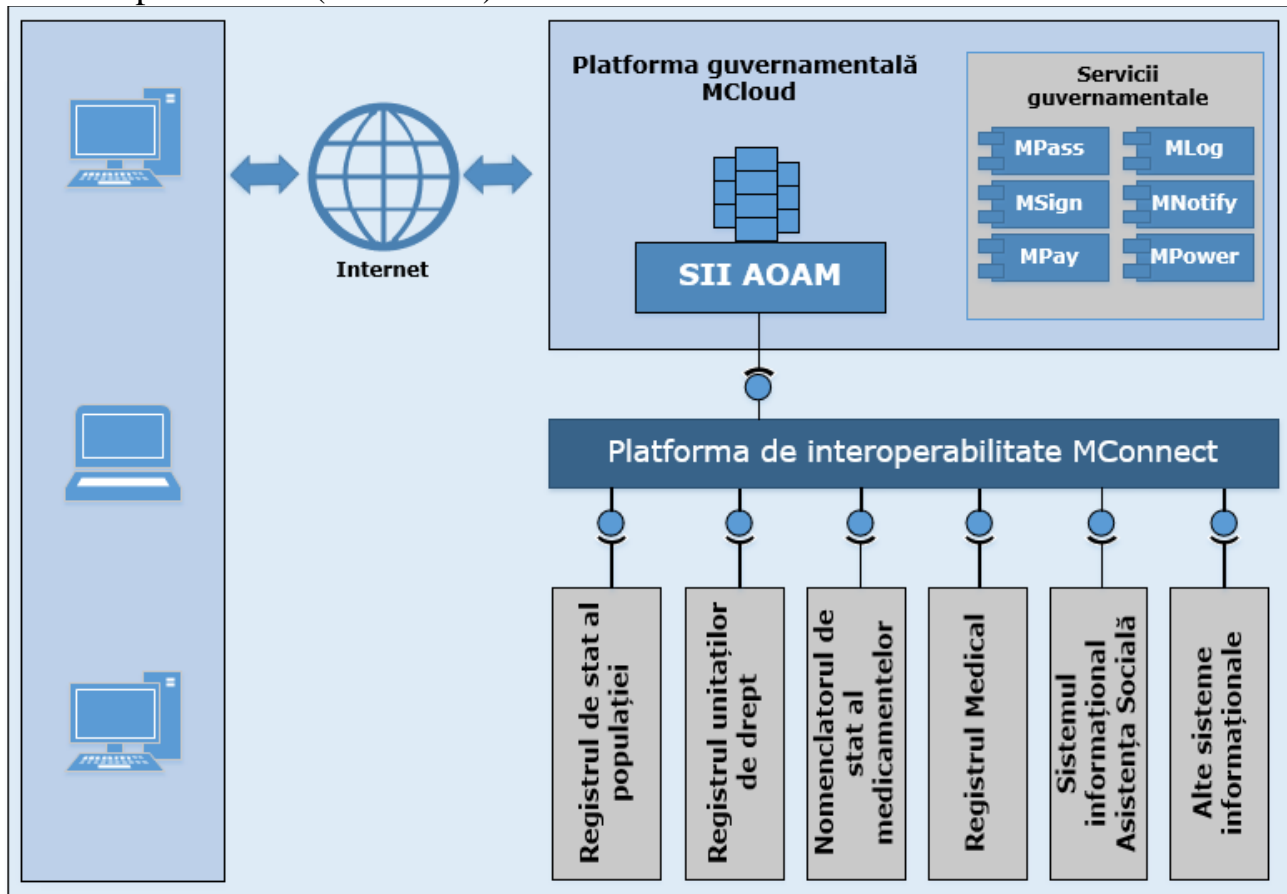 Platforma guvernamentală
MCloud
Servicii
guvernamentale
MPass
MLog
MSign
MNotify
MPay
MPower
Internet
SII AOAM
Platforma de interoperabilitate MConnect
Registrul de stat al
populației
Registrul unitaților
de drept
Nomenclatorul de
stat al
medicamentelor
Registrul Medical
Sistemul
informațional
Asistența Socială
Alte sisteme
informaționale